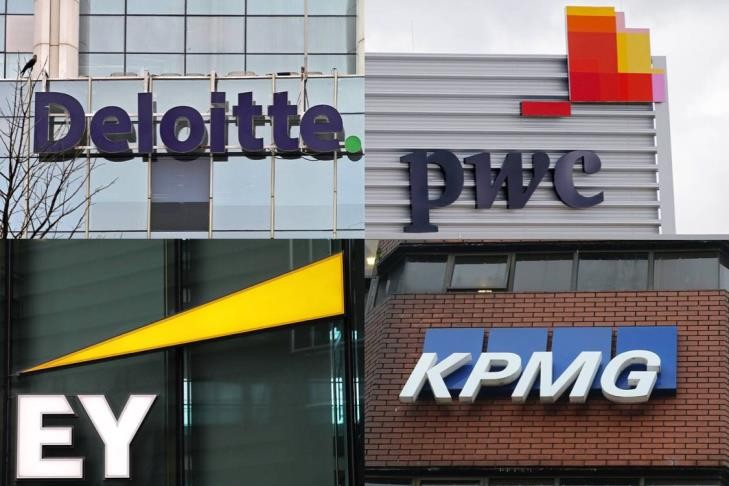 Deloitte.
pwc
EY
KPMG